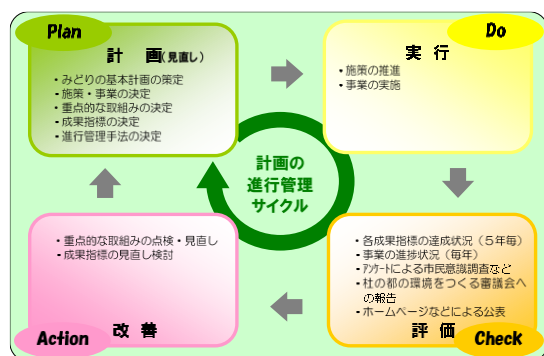 Plan
計 画(見直し)
・みどりの基本計画の策定
・施策・事業の決定
・重点的な取組みの決定
・成果指標の決定
・進行管理手法の決定
Do
実 行
・施策の推進
・事業の実施
計画の
進行管理
サイクル
・重点的な取組みの点検・見直し
・成果指標の見直し検討
Action
改 善
・各成果指標の達成状況（５年毎）
・事業の進捗状況（毎年）
・ｱﾝｹｰﾄによる市民意識調査など
・杜の都の環境をつくる審議会へ
の報告
・ホームページなどによる公表
評 価
Check